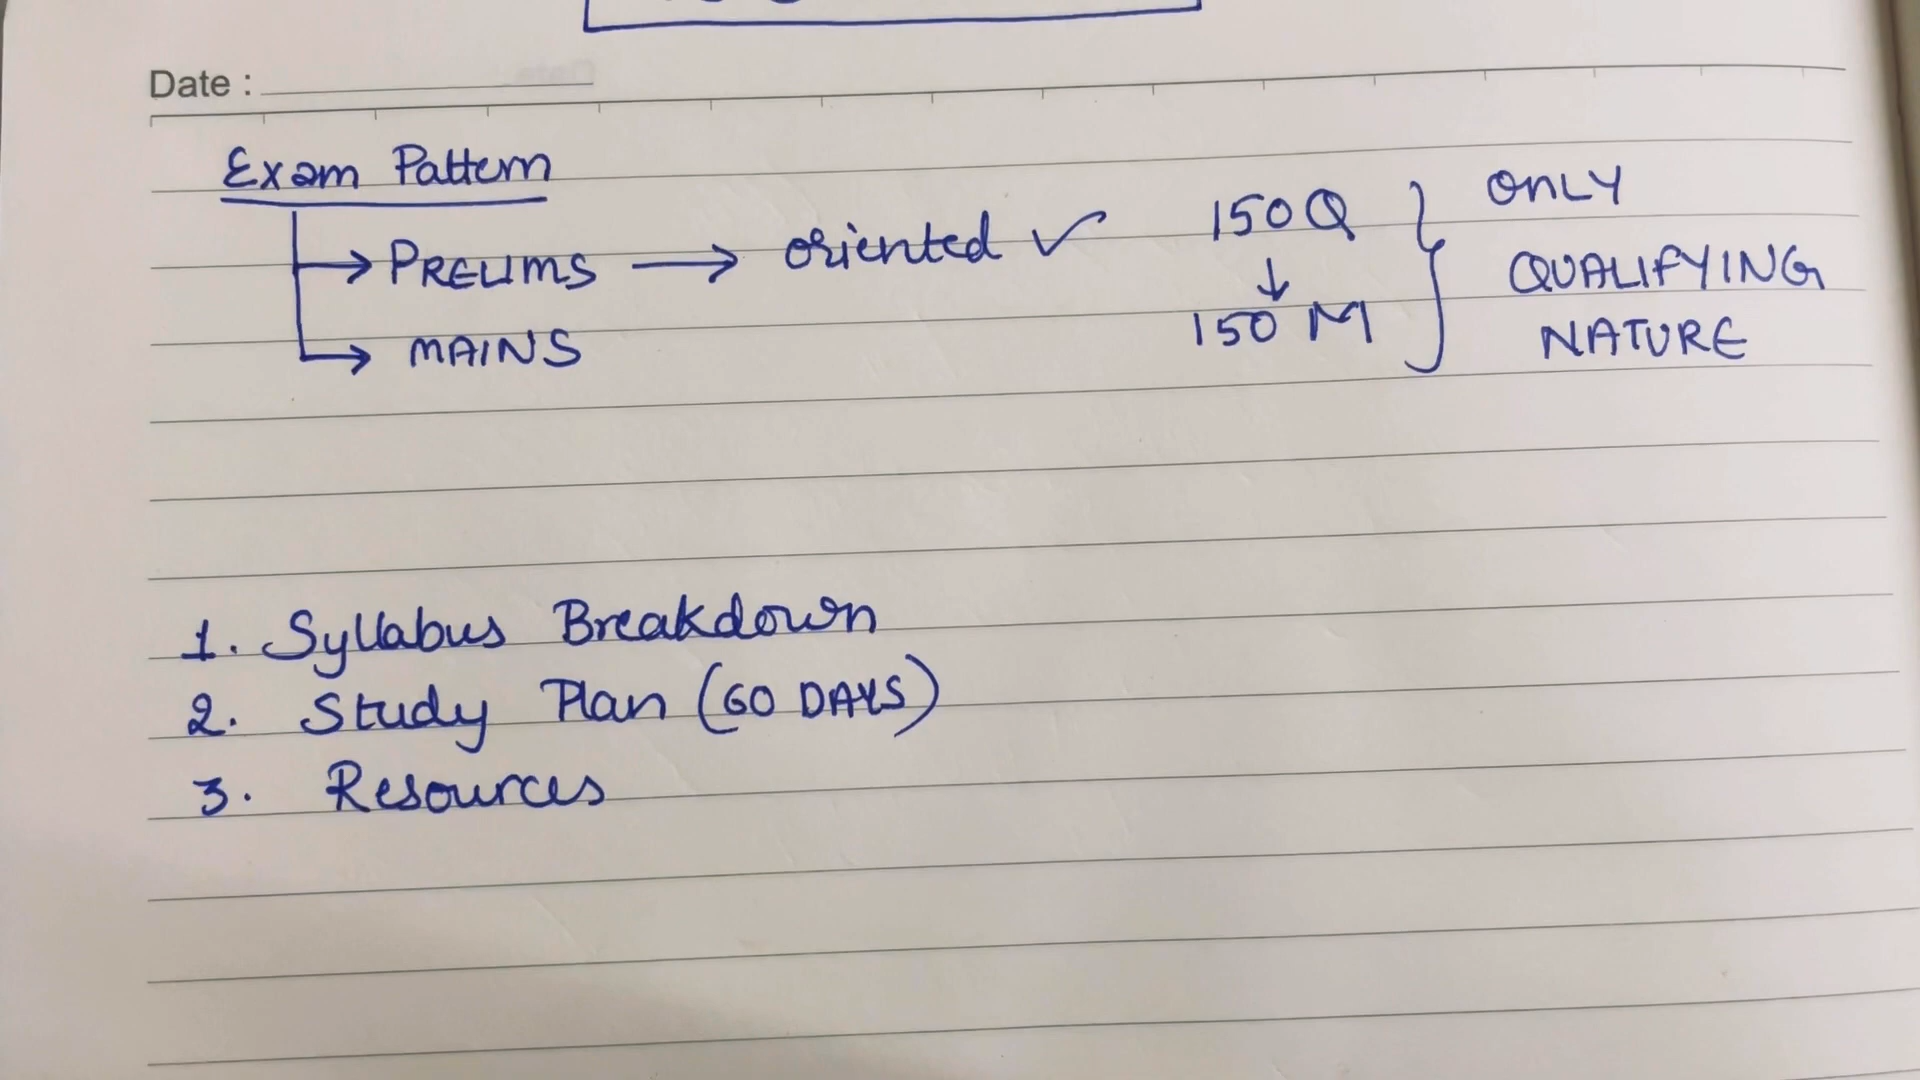 Date :
Exam Pattern
→ PRELIMS → oriented ✓ 150Q } ONLY
↓ QUALIFYING
→ MAINS 150 M NATURE
1. Syllabus Breakdown
2. Study Plan (60 DAYS)
3. Resources